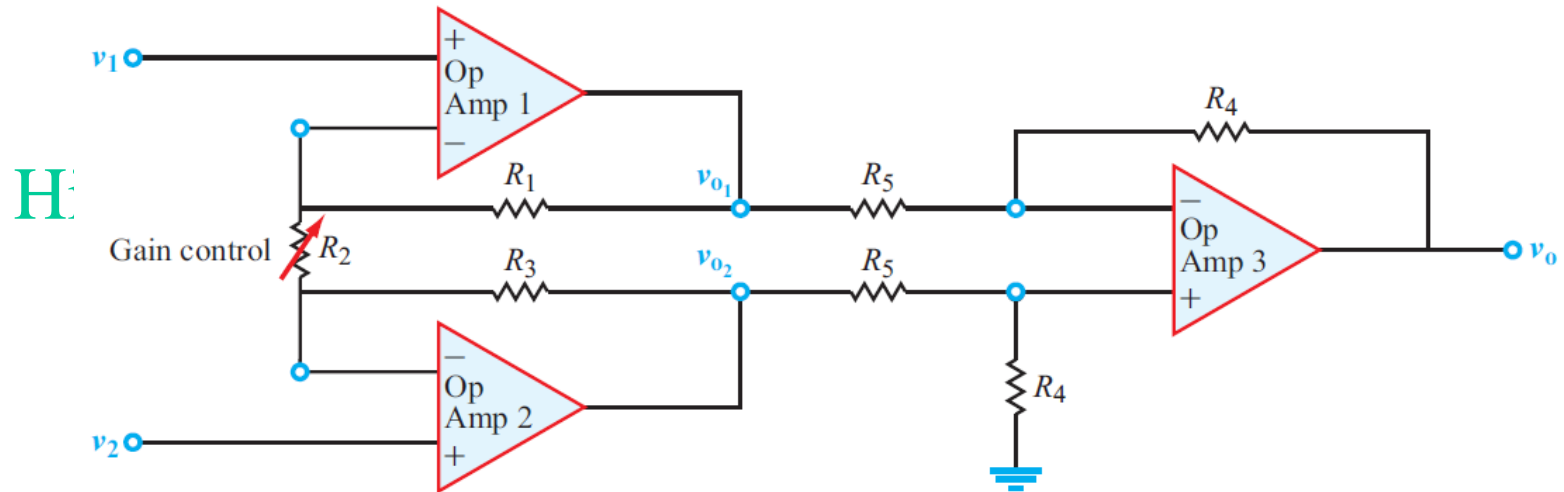 v1
+
Op
Amp 1
−
R1
vo1
R5
R4
Gain control
R2
R3
vo2
R5
−
Op
Amp 3
+
vo
−
Op
Amp 2
+
v2
R4